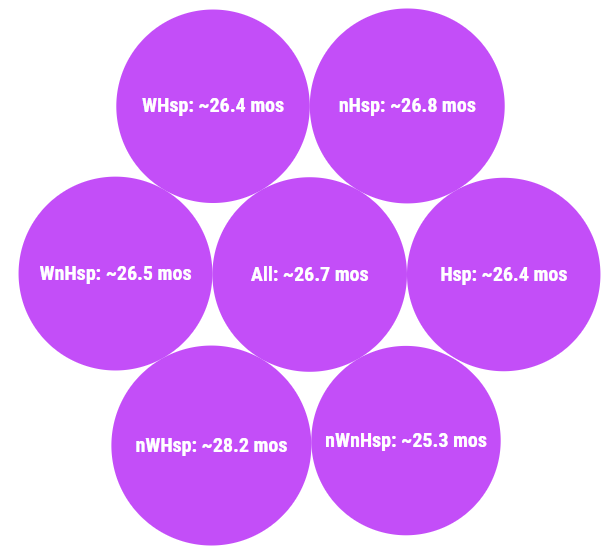 WHsp: ~26.4 mos
nHsp: ~26.8 mos
WnHsp: ~26.5 mos
All: ~26.7 mos
Hsp: ~26.4 mos
nWHsp: ~28.2 mos
nWnHsp: ~25.3 mos